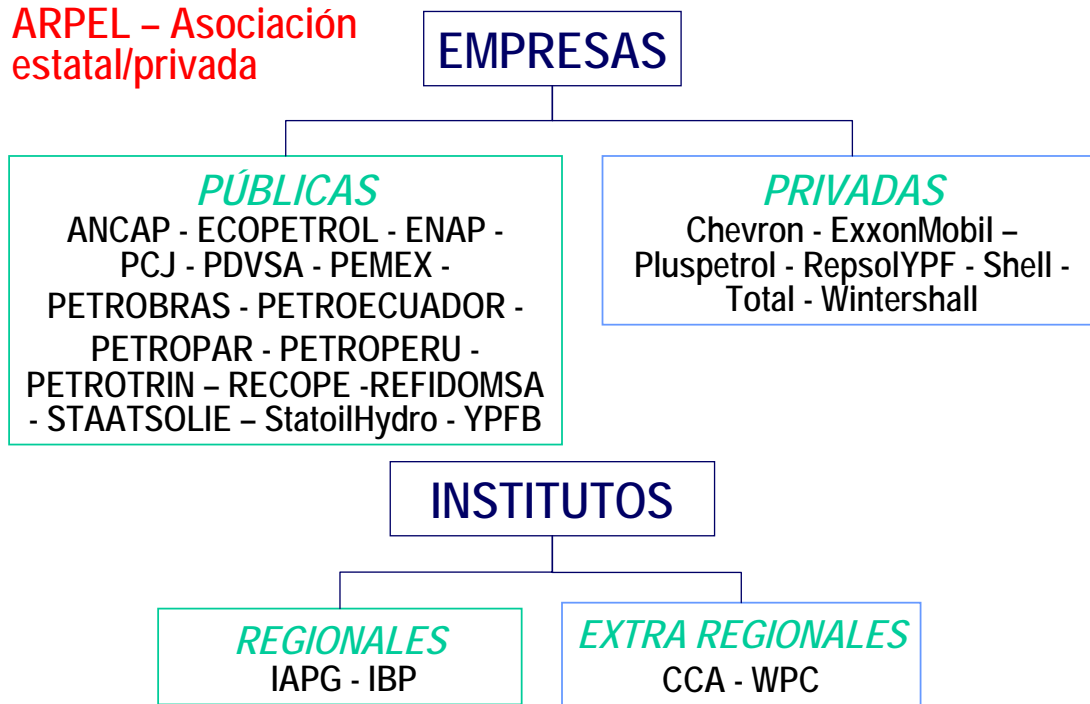 ARPEL – Asociación
estatal/privada
EMPRESAS
PÚBLICAS
ANCAP - ECOPETROL - ENAP -
PCJ - PDVSA - PEMEX -
PETROBRAS - PETROECUADOR -
PETROPAR - PETROPERU -
PETROTRIN – RECOPE -REFIDOMSA
- STAATSOLIE – StatoilHydro - YPFB
PRIVADAS
Chevron - ExxonMobil –
Pluspetrol - RepsolYPF - Shell -
Total - Wintershall
INSTITUTOS
REGIONALES
IAPG - IBP
EXTRA REGIONALES
CCA - WPC